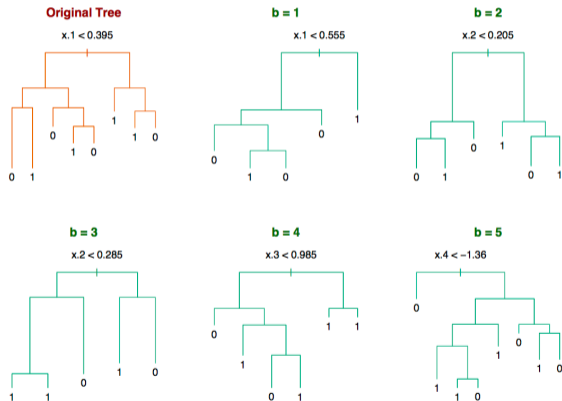 Original Tree
x.1 < 0.395
1
0
1 0
1 0
0 1
b = 1
x.1 < 0.555
1
0
0
1 0
b = 2
x.2 < 0.205
0 1
0 1
0 1
b = 3
x.2 < 0.285
1 0
0
1 1
b = 4
x.3 < 0.985
1 1
0
1
0 1
b = 5
x.4 < −1.36
0
0
1
1 0
1
1 0